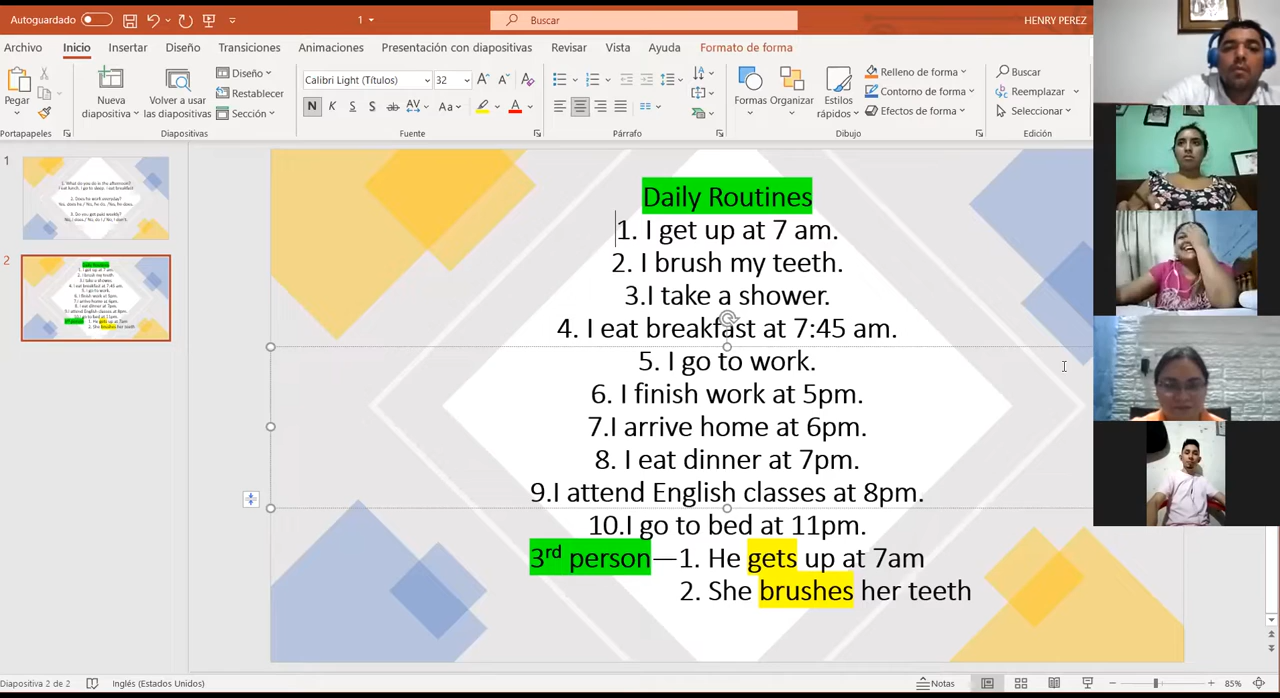 Autoguardado
1
Buscar
HENRY PEREZ
Archivo Inicio Insertar Diseño Transiciones Animaciones Presentación con diapositivas Revisar Vista Ayuda Formato de forma
Pegar
Nueva diapositiva
Volver a usar las diapositivas
Diseño
Restablecer
Sección
Calibri Light (Títulos) 32
N K S S ab AV Aa A
Formas Organizar Estilos rápidos
Relleno de forma
Contorno de forma
Efectos de forma
Buscar
Reemplazar
Seleccionar
Portapapeles Diapositivas Fuente Párrafo Dibujo Edición
1
2
Daily Routines
1. I get up at 7 am.
2. I brush my teeth.
3.I take a shower.
4. I eat breakfast at 7:45 am.
5. I go to work.
6. I finish work at 5pm.
7.I arrive home at 6pm.
8. I eat dinner at 7pm.
9.I attend English classes at 8pm.
10.I go to bed at 11pm.
3rd person—1. He gets up at 7am
2. She brushes her teeth
Diapositiva 2 de 2 Inglés (Estados Unidos) Notas 85%